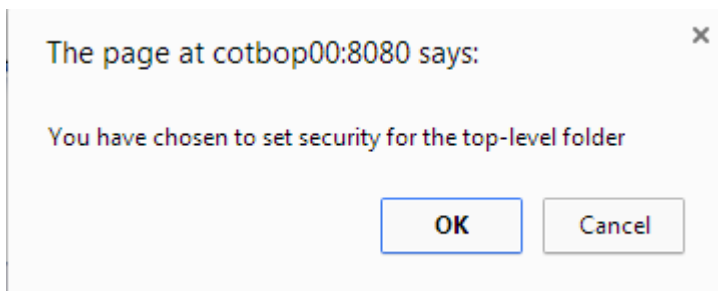 The page at cotbop00:8080 says:
You have chosen to set security for the top-level folder
OK
Cancel